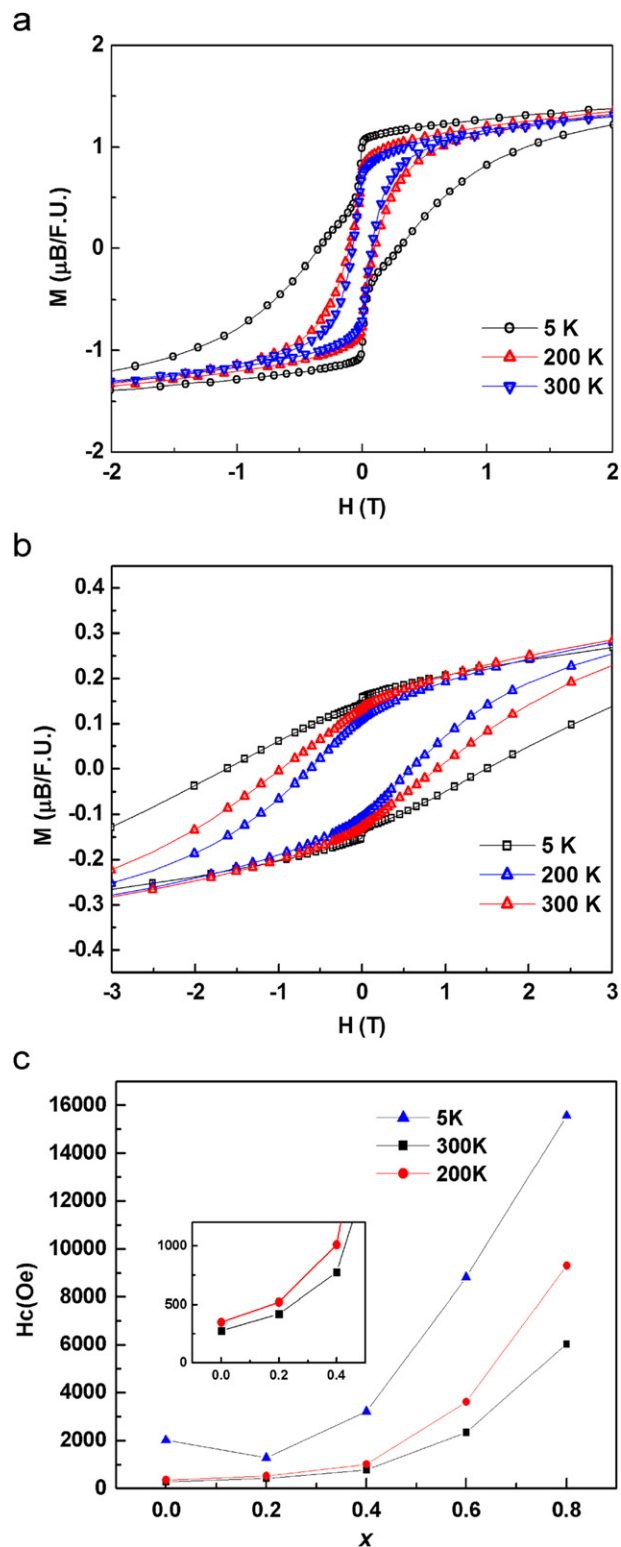 a
2
1
0
-1
-2
M (μB/F.U.)
5 K
200 K
300 K
-2 -1 0 1 2
H (T)
b
0.4
0.3
0.2
0.1
0.0
-0.1
-0.2
-0.3
-0.4
M (μB/F.U.)
5 K
200 K
300 K
-3 -2 -1 0 1 2 3
H (T)
c
16000
14000
12000
10000
8000
6000
4000
2000
0
Hc(Oe)
5K
300K
200K
1000
500
0
0.0 0.2 0.4
0.0 0.2 0.4 0.6 0.8
x